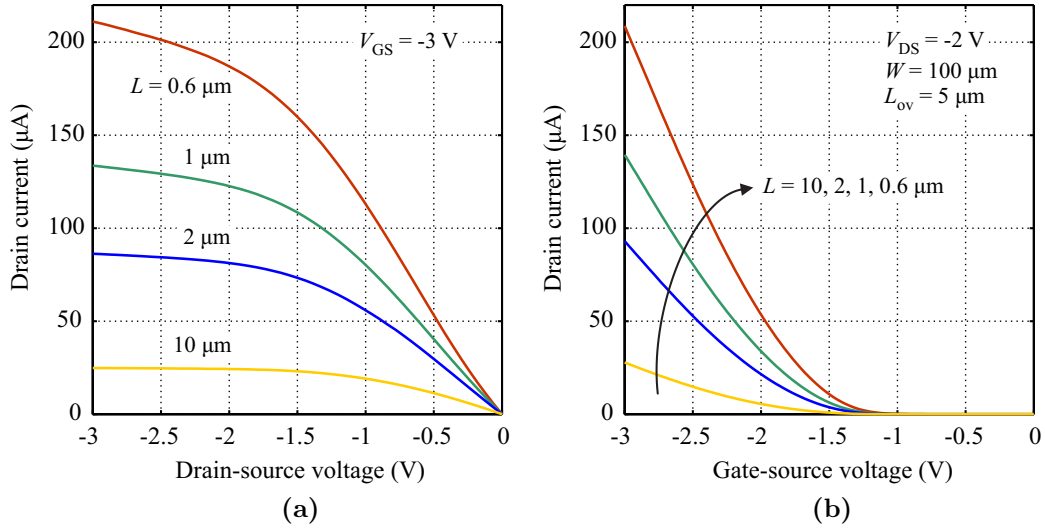 Drain current (μA)
200
150
100
50
0
V_GS = -3 V
L = 0.6 μm
1 μm
2 μm
10 μm
-3 -2.5 -2 -1.5 -1 -0.5 0
Drain-source voltage (V)
(a)
Drain current (μA)
200
150
100
50
0
V_DS = -2 V
W = 100 μm
L_ov = 5 μm
L = 10, 2, 1, 0.6 μm
-3 -2.5 -2 -1.5 -1 -0.5 0
Gate-source voltage (V)
(b)